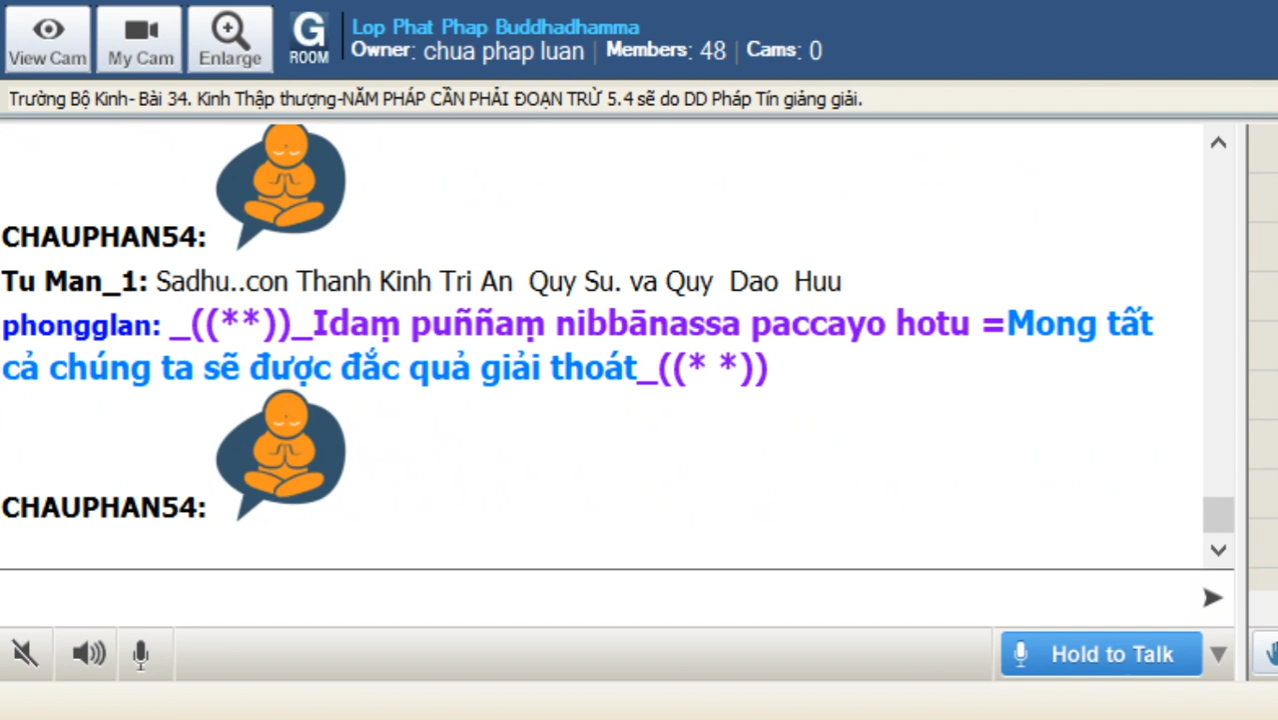 View Cam My Cam Enlarge G ROOM Lop Phat Phap Buddhadhamma
Owner: chua phap luan | Members: 48 | Cams: 0
Trường Bộ Kinh- Bài 34. Kinh Thập thượng-NĂM PHÁP CẦN PHẢI ĐOẠN TRỪ 5.4 sẽ do DD Pháp Tín giảng giải.
CHAUPHAN54:
Tu Man_1: Sadhu..con Thanh Kinh Tri An Quy Su. va Quy Dao Huu
phongglan: _((**))_Idaṃ puññaṃ nibbānassa paccayo hotu =Mong tất
cả chúng ta sẽ được đắc quả giải thoát_((* *))
CHAUPHAN54:
Hold to Talk